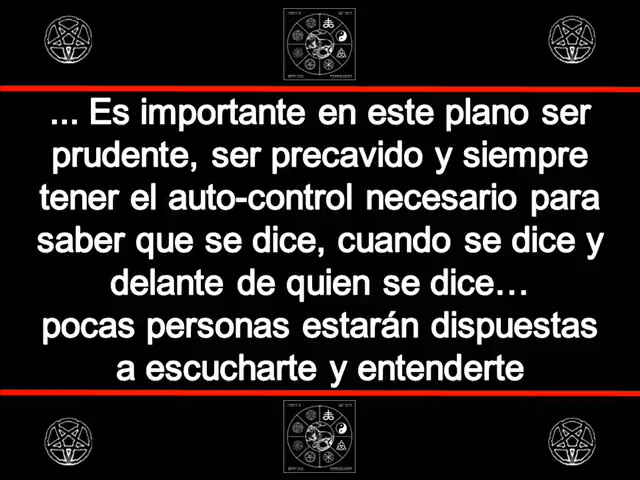 ... Es importante en este plano ser
prudente, ser precavido y siempre
tener el auto-control necesario para
saber que se dice, cuando se dice y
delante de quien se dice...
pocas personas estarán dispuestas
a escucharte y entenderte